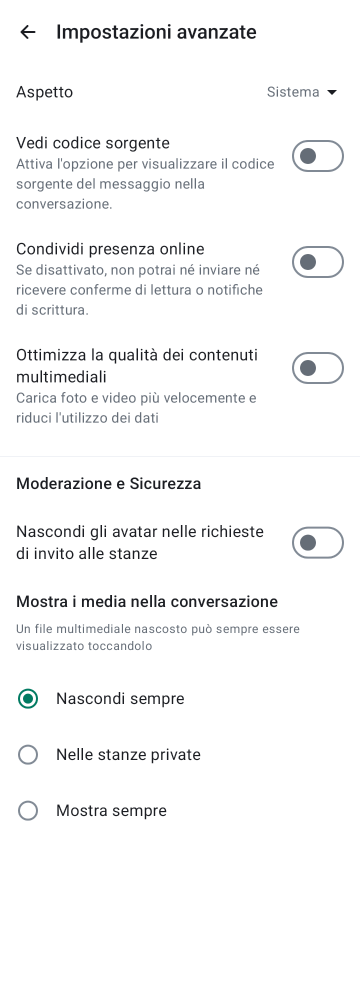 Impostazioni avanzate
Aspetto
Sistema
Vedi codice sorgente
Attiva l'opzione per visualizzare il codice
sorgente del messaggio nella
conversazione.
Condividi presenza online
Se disattivato, non potrai né inviare né
ricevere conferme di lettura o notifiche
di scrittura.
Ottimizza la qualità dei contenuti
multimediali
Carica foto e video più velocemente e
riduci l'utilizzo dei dati
Moderazione e Sicurezza
Nascondi gli avatar nelle richieste
di invito alle stanze
Mostra i media nella conversazione
Un file multimediale nascosto può sempre essere
visualizzato toccandolo
Nascondi sempre
Nelle stanze private
Mostra sempre